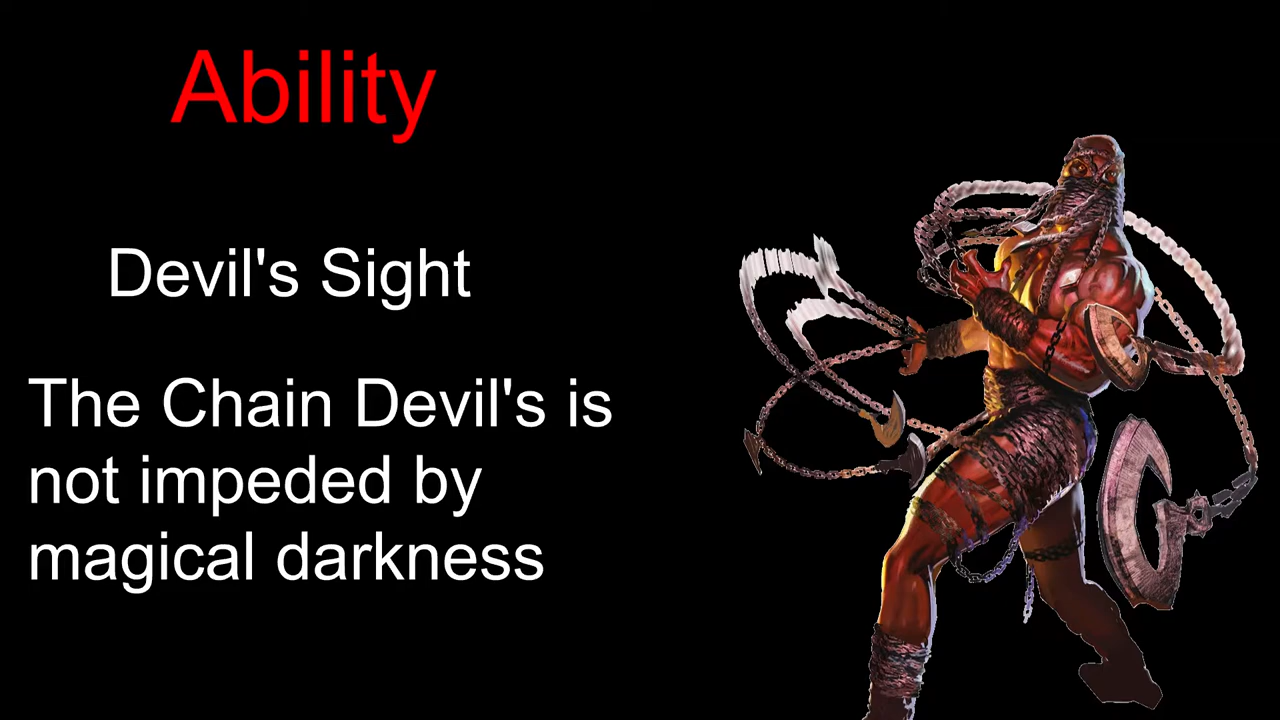 Ability
Devil's Sight
The Chain Devil's is
not impeded by
magical darkness